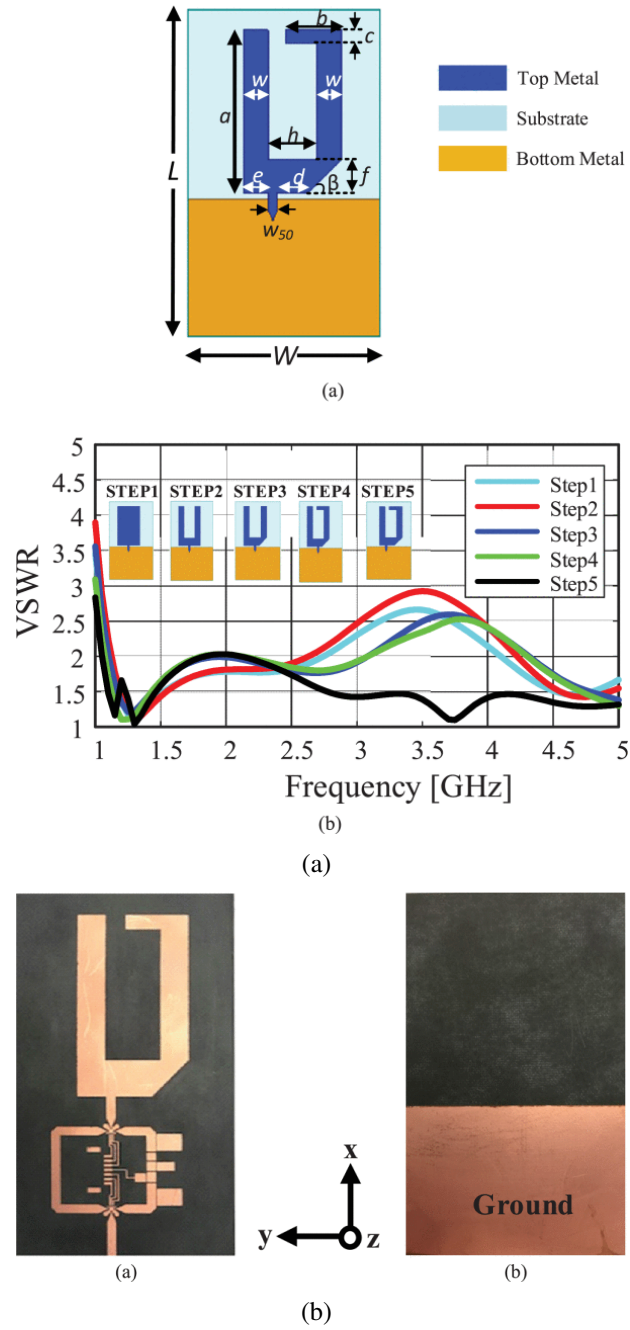 b
c
w
w
a
h
L
e
d
β
f
w50
W
Top Metal
Substrate
Bottom Metal
(a)
5
4.5
4
3.5
3
2.5
2
1.5
1
VSWR
STEP1 STEP2 STEP3 STEP4 STEP5
Step1
Step2
Step3
Step4
Step5
1 1.5 2 2.5 3 3.5 4 4.5 5
Frequency [GHz]
(b)
(a)
x
y
z
Ground
(a)
(b)
(b)